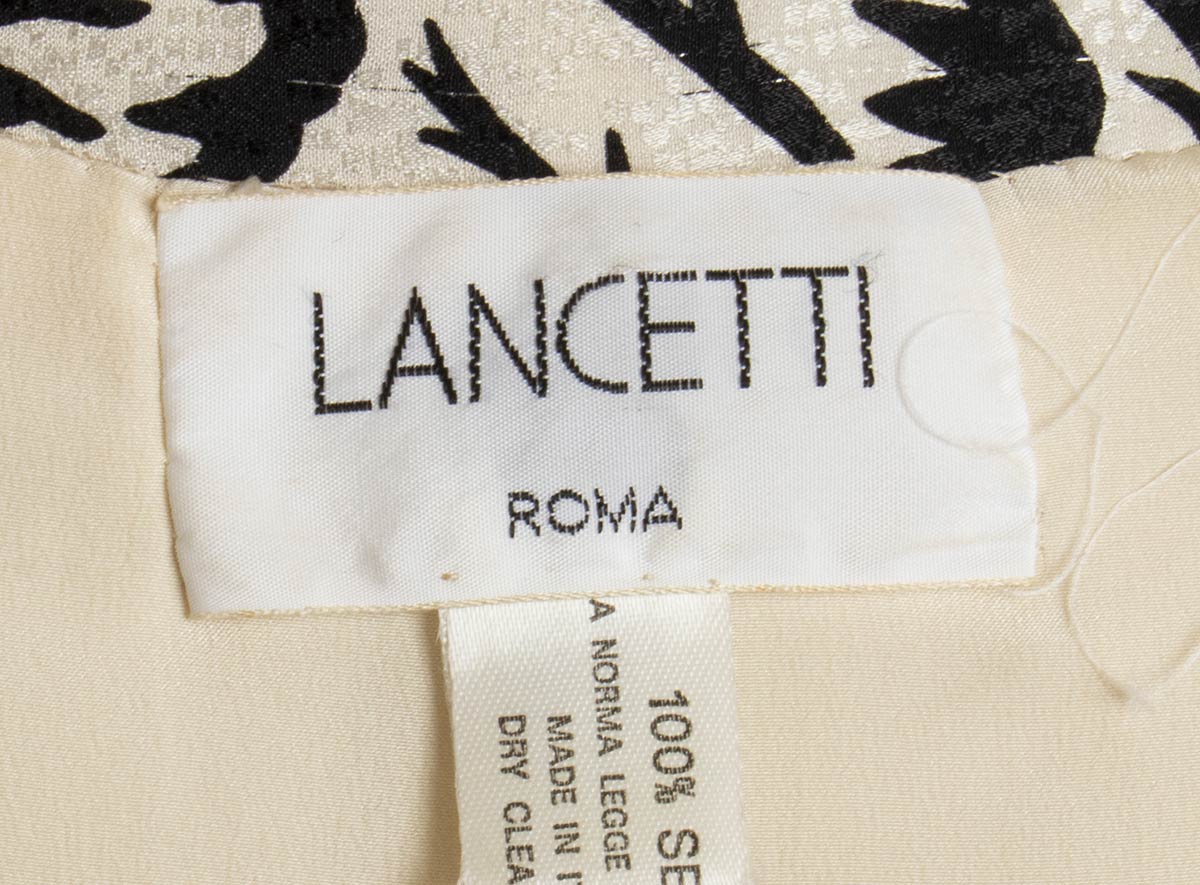 LANCETTI
ROMA
100% SE
A NORMA LEGGE
MADE IN I
DRY CLEA